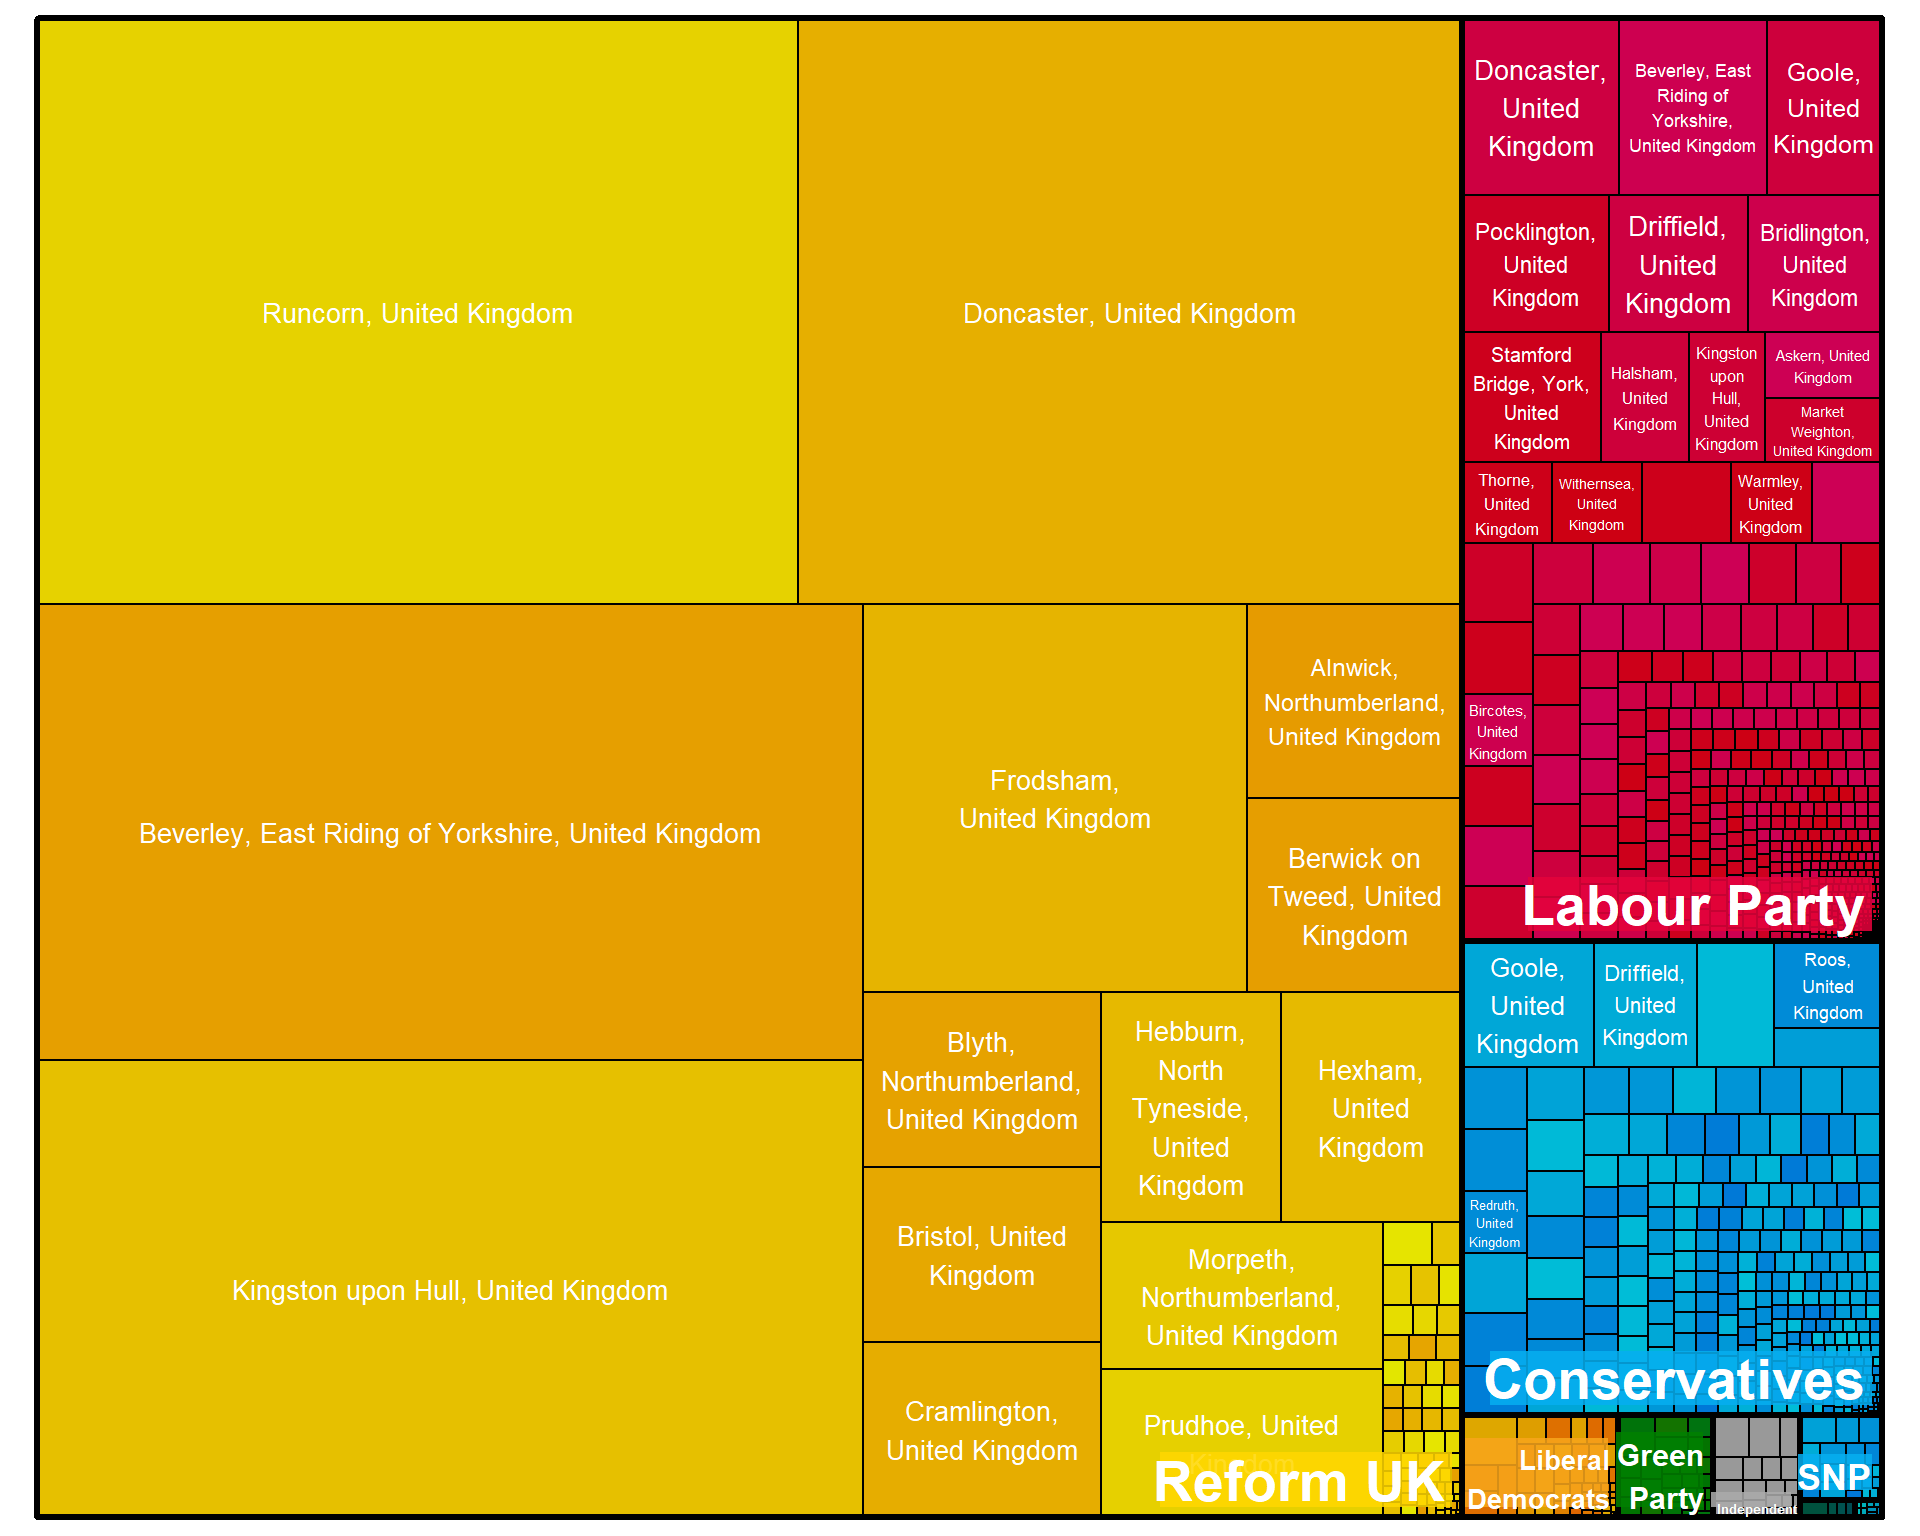 Runcorn, United Kingdom
Doncaster, United Kingdom
Beverley, East Riding of Yorkshire, United Kingdom
Kingston upon Hull, United Kingdom
Frodsham,
United Kingdom
Alnwick,
Northumberland,
United Kingdom
Berwick on
Tweed, United
Kingdom
Blyth,
Northumberland,
United Kingdom
Bristol, United
Kingdom
Cramlington,
United Kingdom
Hebburn,
North
Tyneside,
United
Kingdom
Hexham,
United
Kingdom
Morpeth,
Northumberland,
United Kingdom
Prudhoe, United
Kingdom
Reform UK
Doncaster,
United
Kingdom
Beverley, East
Riding of
Yorkshire,
United Kingdom
Goole,
United
Kingdom
Pocklington,
United
Kingdom
Driffield,
United
Kingdom
Bridlington,
United
Kingdom
Stamford
Bridge, York,
United
Kingdom
Halsham,
United
Kingdom
Kingston
upon
Hull,
United
Kingdom
Askern, United
Kingdom
Market
Weighton,
United Kingdom
Thorne,
United
Kingdom
Withernsea,
United
Kingdom
Warmley,
United
Kingdom
Bircotes,
United
Kingdom
Labour Party
Goole,
United
Kingdom
Driffield,
United
Kingdom
Roos,
United
Kingdom
Redruth,
United
Kingdom
Conservatives
Liberal
Democrats
Green
Party
Independent
SNP